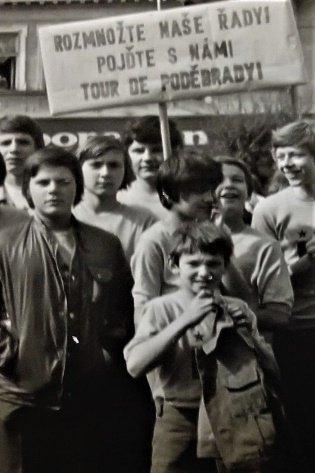 ROZMNOŽTE NAŠE ŘADY!
POJĎTE S NÁMI
TOUR DE PODĚBRADY!